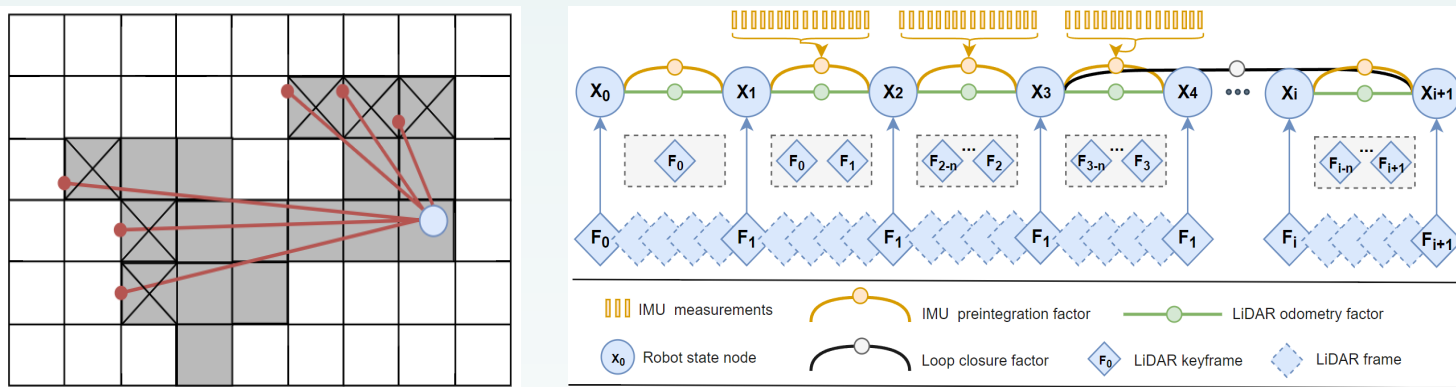 X0 X1 X2 X3 X4 ... Xi Xi+1
F0 F0 F1 F2-n ... F2 F3-n ... F3 Fi-n ... Fi+1
F0 F1 F1 F1 F1 Fi Fi+1
IMU measurements IMU preintegration factor LiDAR odometry factor
X0 Robot state node Loop closure factor F0 LiDAR keyframe LiDAR frame